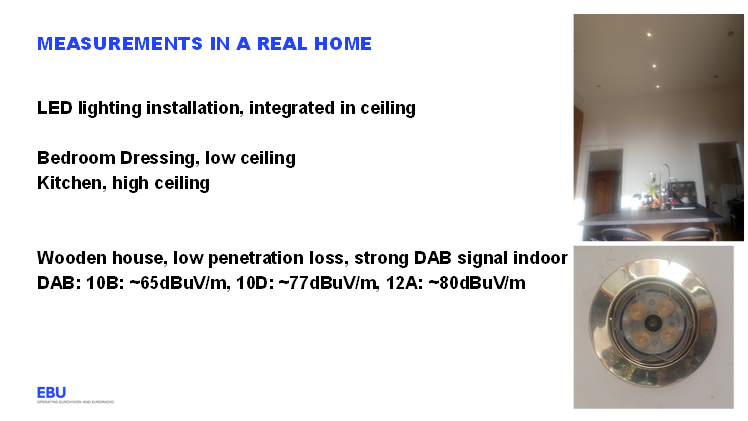 MEASUREMENTS IN A REAL HOME
LED lighting installation, integrated in ceiling
Bedroom Dressing, low ceiling
Kitchen, high ceiling
Wooden house, low penetration loss, strong DAB signal indoor
DAB: 10B: ~65dBuV/m, 10D: ~77dBuV/m, 12A: ~80dBuV/m
EBU
OPERATING EUROVISION AND EURORADIO